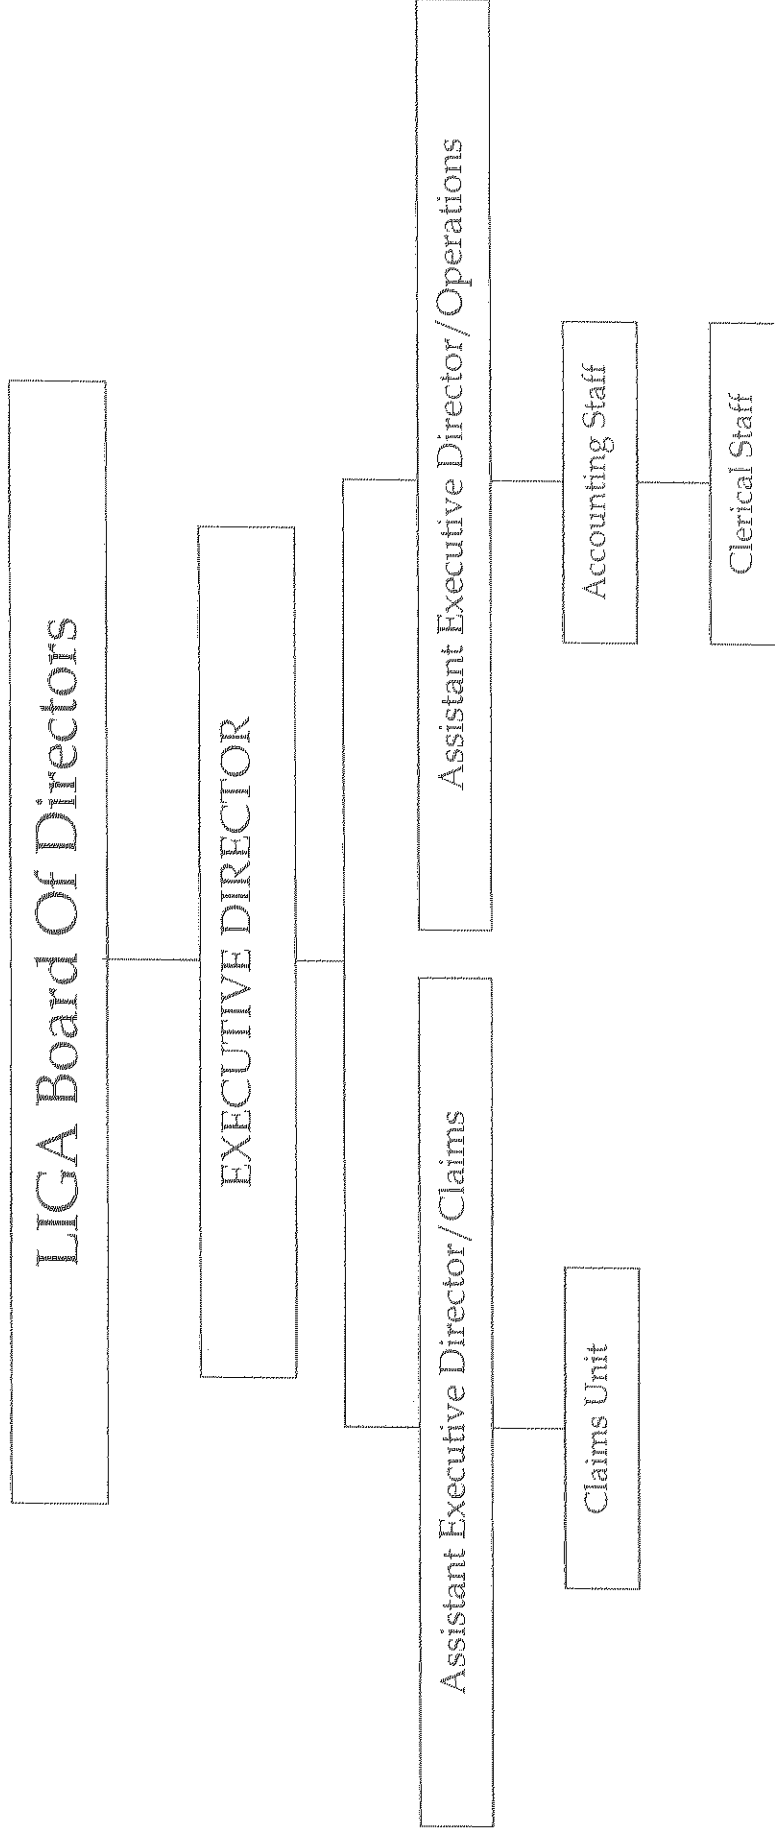 LIGA Board Of Directors
EXECUTIVE DIRECTOR
Assistant Executive Director/Claims
Assistant Executive Director/Operations
Claims Unit
Accounting Staff
Clerical Staff